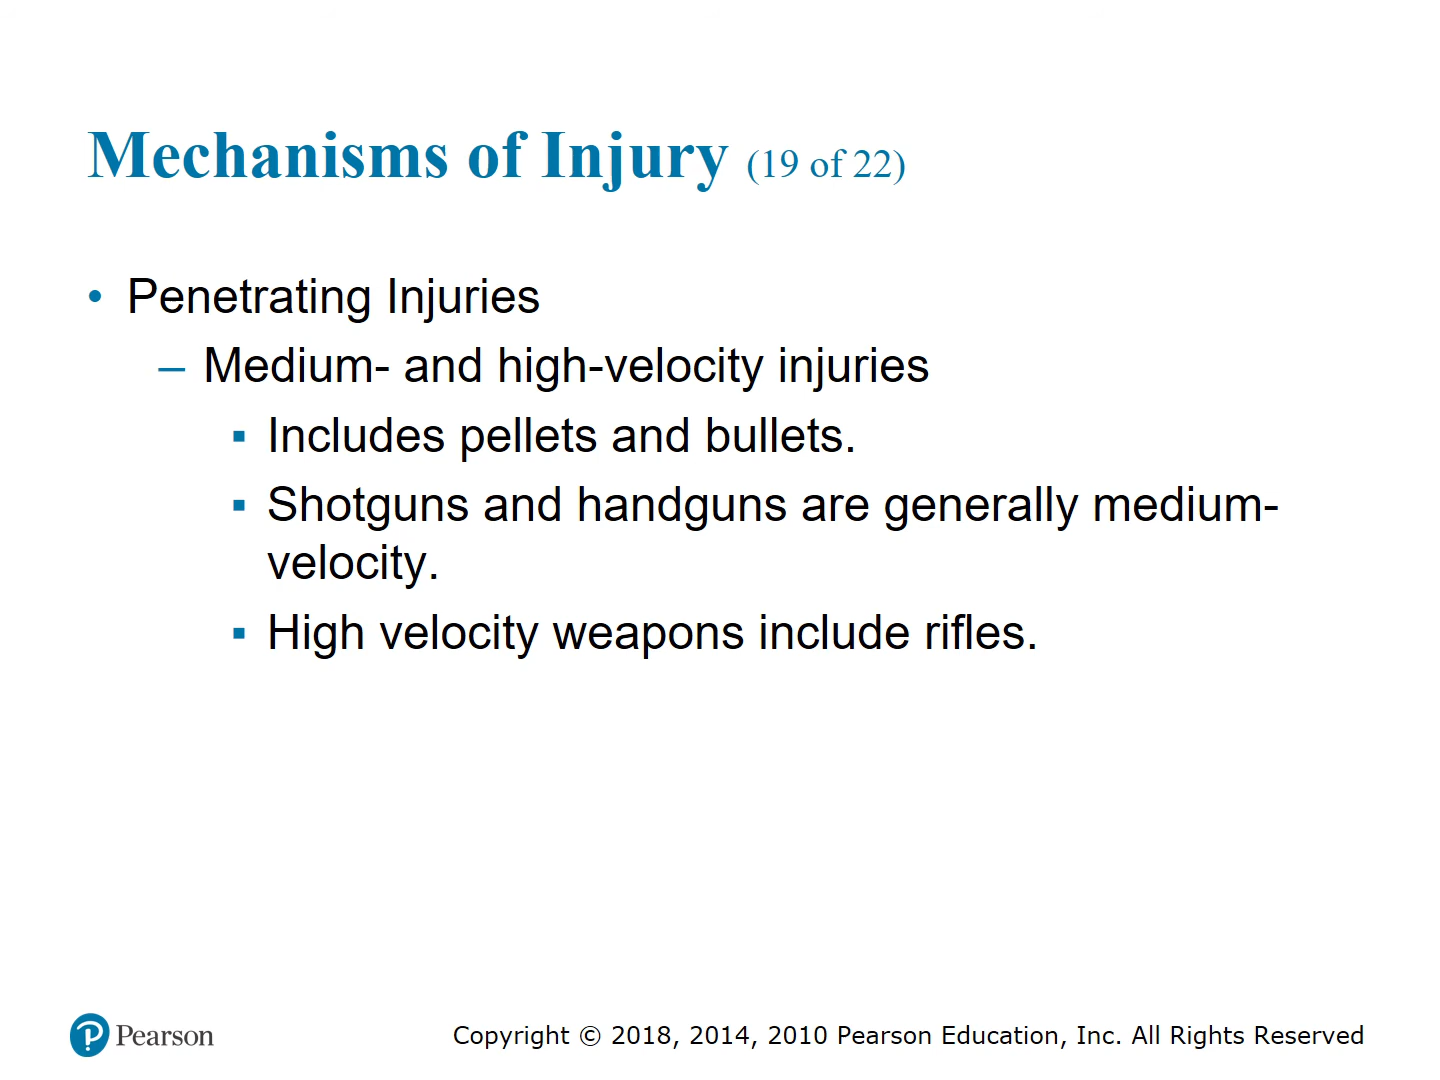 Mechanisms of Injury (19 of 22)
• Penetrating Injuries
– Medium- and high-velocity injuries
▪ Includes pellets and bullets.
▪ Shotguns and handguns are generally medium-
velocity.
▪ High velocity weapons include rifles.
Pearson
Copyright © 2018, 2014, 2010 Pearson Education, Inc. All Rights Reserved